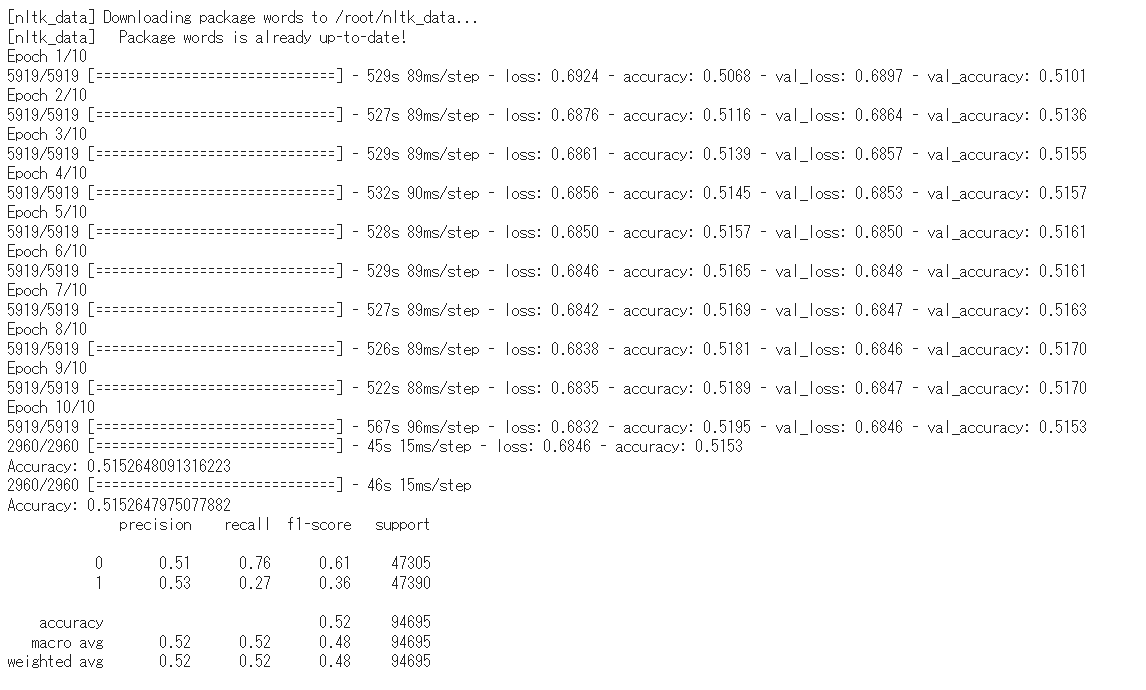 [nltk_data] Downloading package words to /root/nltk_data...
[nltk_data]   Package words is already up-to-date!
Epoch 1/10
5919/5919 [==============================] - 529s 89ms/step - loss: 0.6924 - accuracy: 0.5068 - val_loss: 0.6897 - val_accuracy: 0.5101
Epoch 2/10
5919/5919 [==============================] - 527s 89ms/step - loss: 0.6876 - accuracy: 0.5116 - val_loss: 0.6864 - val_accuracy: 0.5136
Epoch 3/10
5919/5919 [==============================] - 529s 89ms/step - loss: 0.6861 - accuracy: 0.5139 - val_loss: 0.6857 - val_accuracy: 0.5155
Epoch 4/10
5919/5919 [==============================] - 532s 90ms/step - loss: 0.6856 - accuracy: 0.5145 - val_loss: 0.6853 - val_accuracy: 0.5157
Epoch 5/10
5919/5919 [==============================] - 528s 89ms/step - loss: 0.6850 - accuracy: 0.5157 - val_loss: 0.6850 - val_accuracy: 0.5161
Epoch 6/10
5919/5919 [==============================] - 529s 89ms/step - loss: 0.6846 - accuracy: 0.5165 - val_loss: 0.6848 - val_accuracy: 0.5161
Epoch 7/10
5919/5919 [==============================] - 527s 89ms/step - loss: 0.6842 - accuracy: 0.5169 - val_loss: 0.6847 - val_accuracy: 0.5163
Epoch 8/10
5919/5919 [==============================] - 526s 89ms/step - loss: 0.6838 - accuracy: 0.5181 - val_loss: 0.6846 - val_accuracy: 0.5170
Epoch 9/10
5919/5919 [==============================] - 522s 88ms/step - loss: 0.6835 - accuracy: 0.5189 - val_loss: 0.6847 - val_accuracy: 0.5170
Epoch 10/10
5919/5919 [==============================] - 567s 96ms/step - loss: 0.6832 - accuracy: 0.5195 - val_loss: 0.6846 - val_accuracy: 0.5153
2960/2960 [==============================] - 45s 15ms/step - loss: 0.6846 - accuracy: 0.5153
Accuracy: 0.5152648091316223
2960/2960 [==============================] - 46s 15ms/step
Accuracy: 0.5152647975077882
              precision    recall  f1-score   support
           0       0.51      0.76      0.61     47305
           1       0.53      0.27      0.36     47390
    accuracy                           0.52     94695
   macro avg       0.52      0.52      0.48     94695
weighted avg       0.52      0.52      0.48     94695